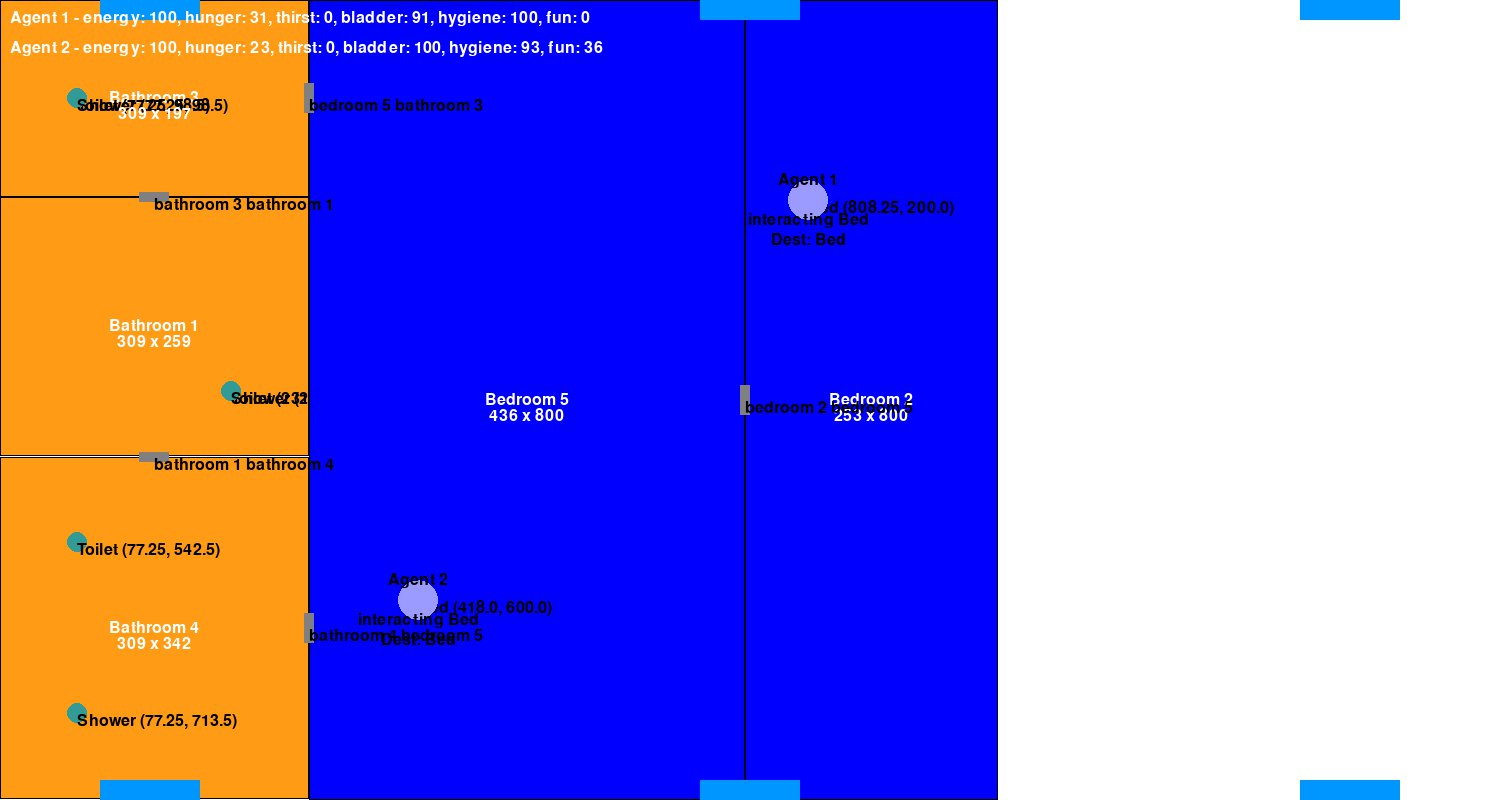 Agent 1 - energy: 100, hunger: 31, thirst: 0, bladder: 91, hygiene: 100, fun: 0
Agent 2 - energy: 100, hunger: 23, thirst: 0, bladder: 100, hygiene: 93, fun: 36
Bathroom 3
309 x 197
bedroom 5 bathroom 3
Agent 1
(808.25, 200.0)
interacting Bed
Dest: Bed
bathroom 3 bathroom 1
Bathroom 1
309 x 259
Bedroom 5
436 x 800
bedroom 2 bedroom 5
Bedroom 2
253 x 800
bathroom 1 bathroom 4
Toilet (77.25, 542.5)
Agent 2
(418.0, 600.0)
interacting Bed
Dest: Bed
bathroom 4 bedroom 5
Bathroom 4
309 x 342
Shower (77.25, 713.5)